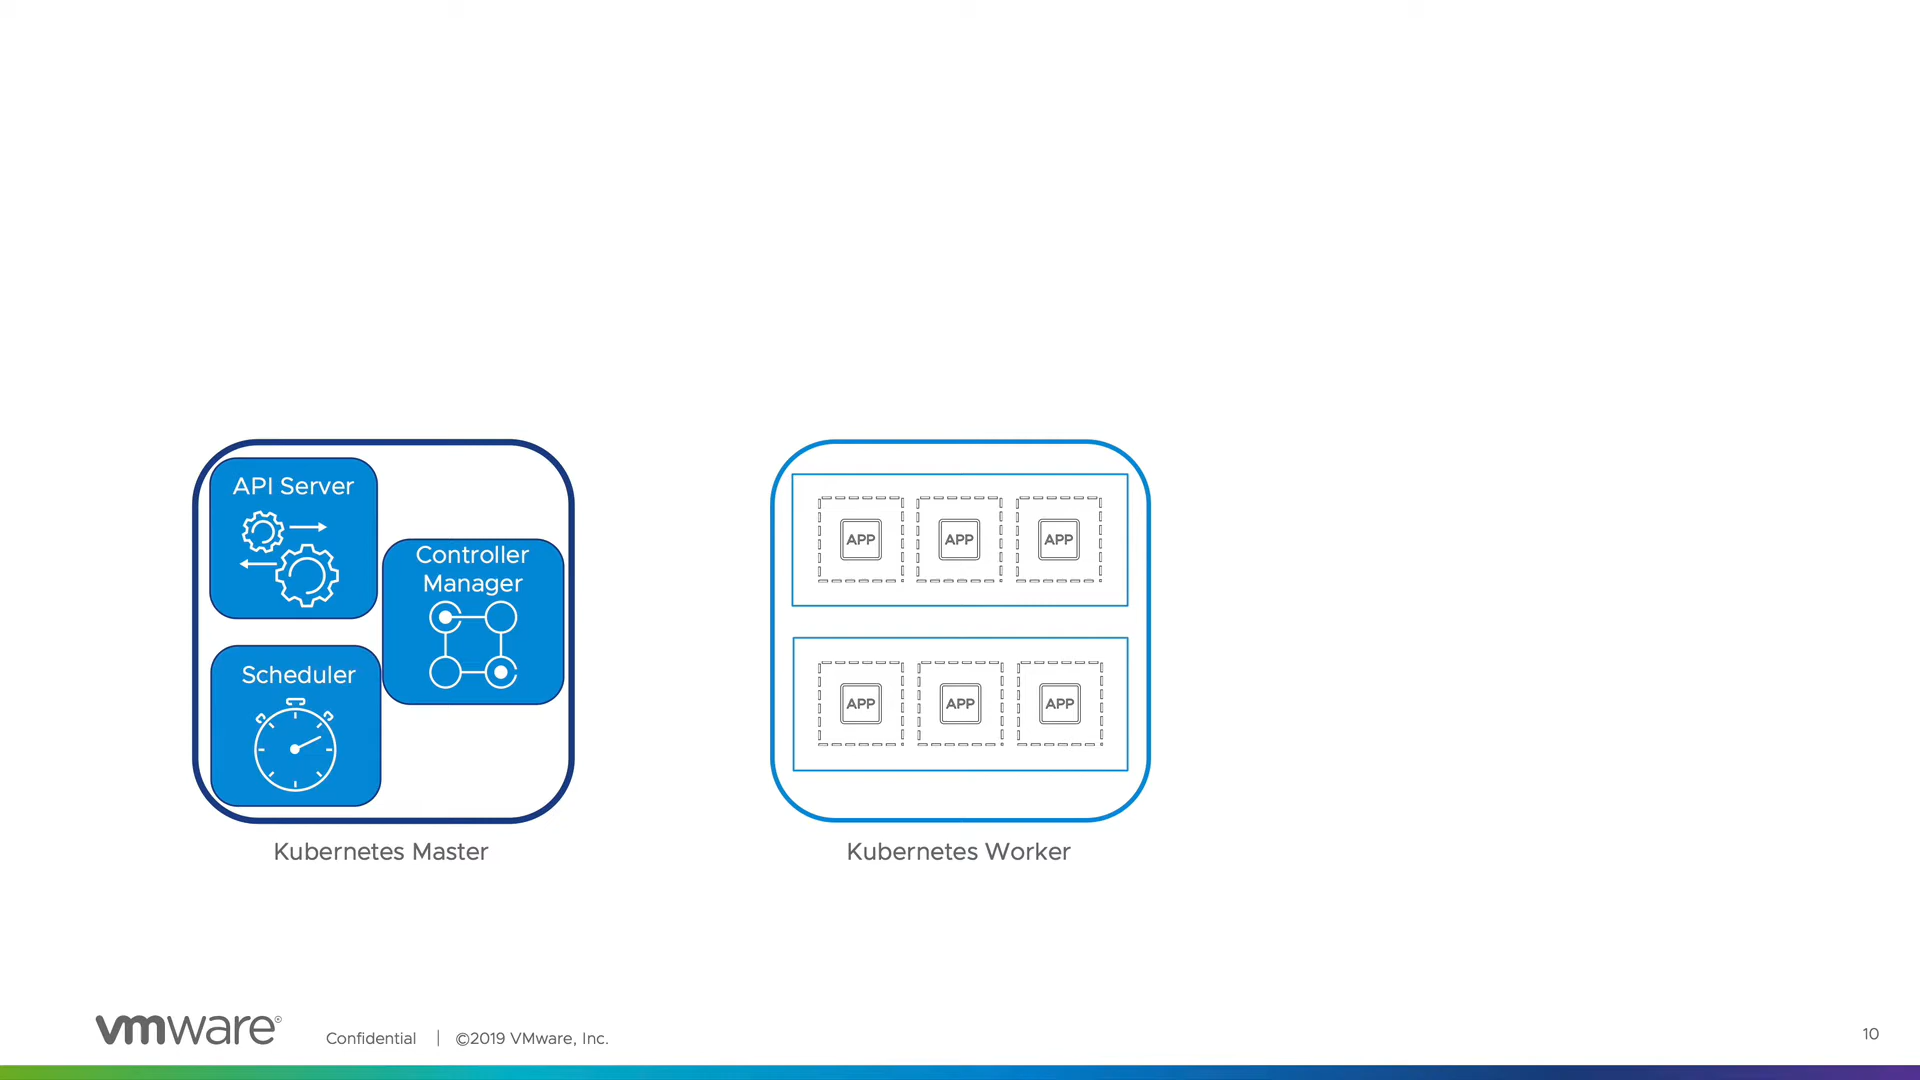 API Server
Controller
Manager
Scheduler
Kubernetes Master
APP APP APP
APP APP APP
Kubernetes Worker
vmware®
Confidential | ©2019 VMware, Inc.
10